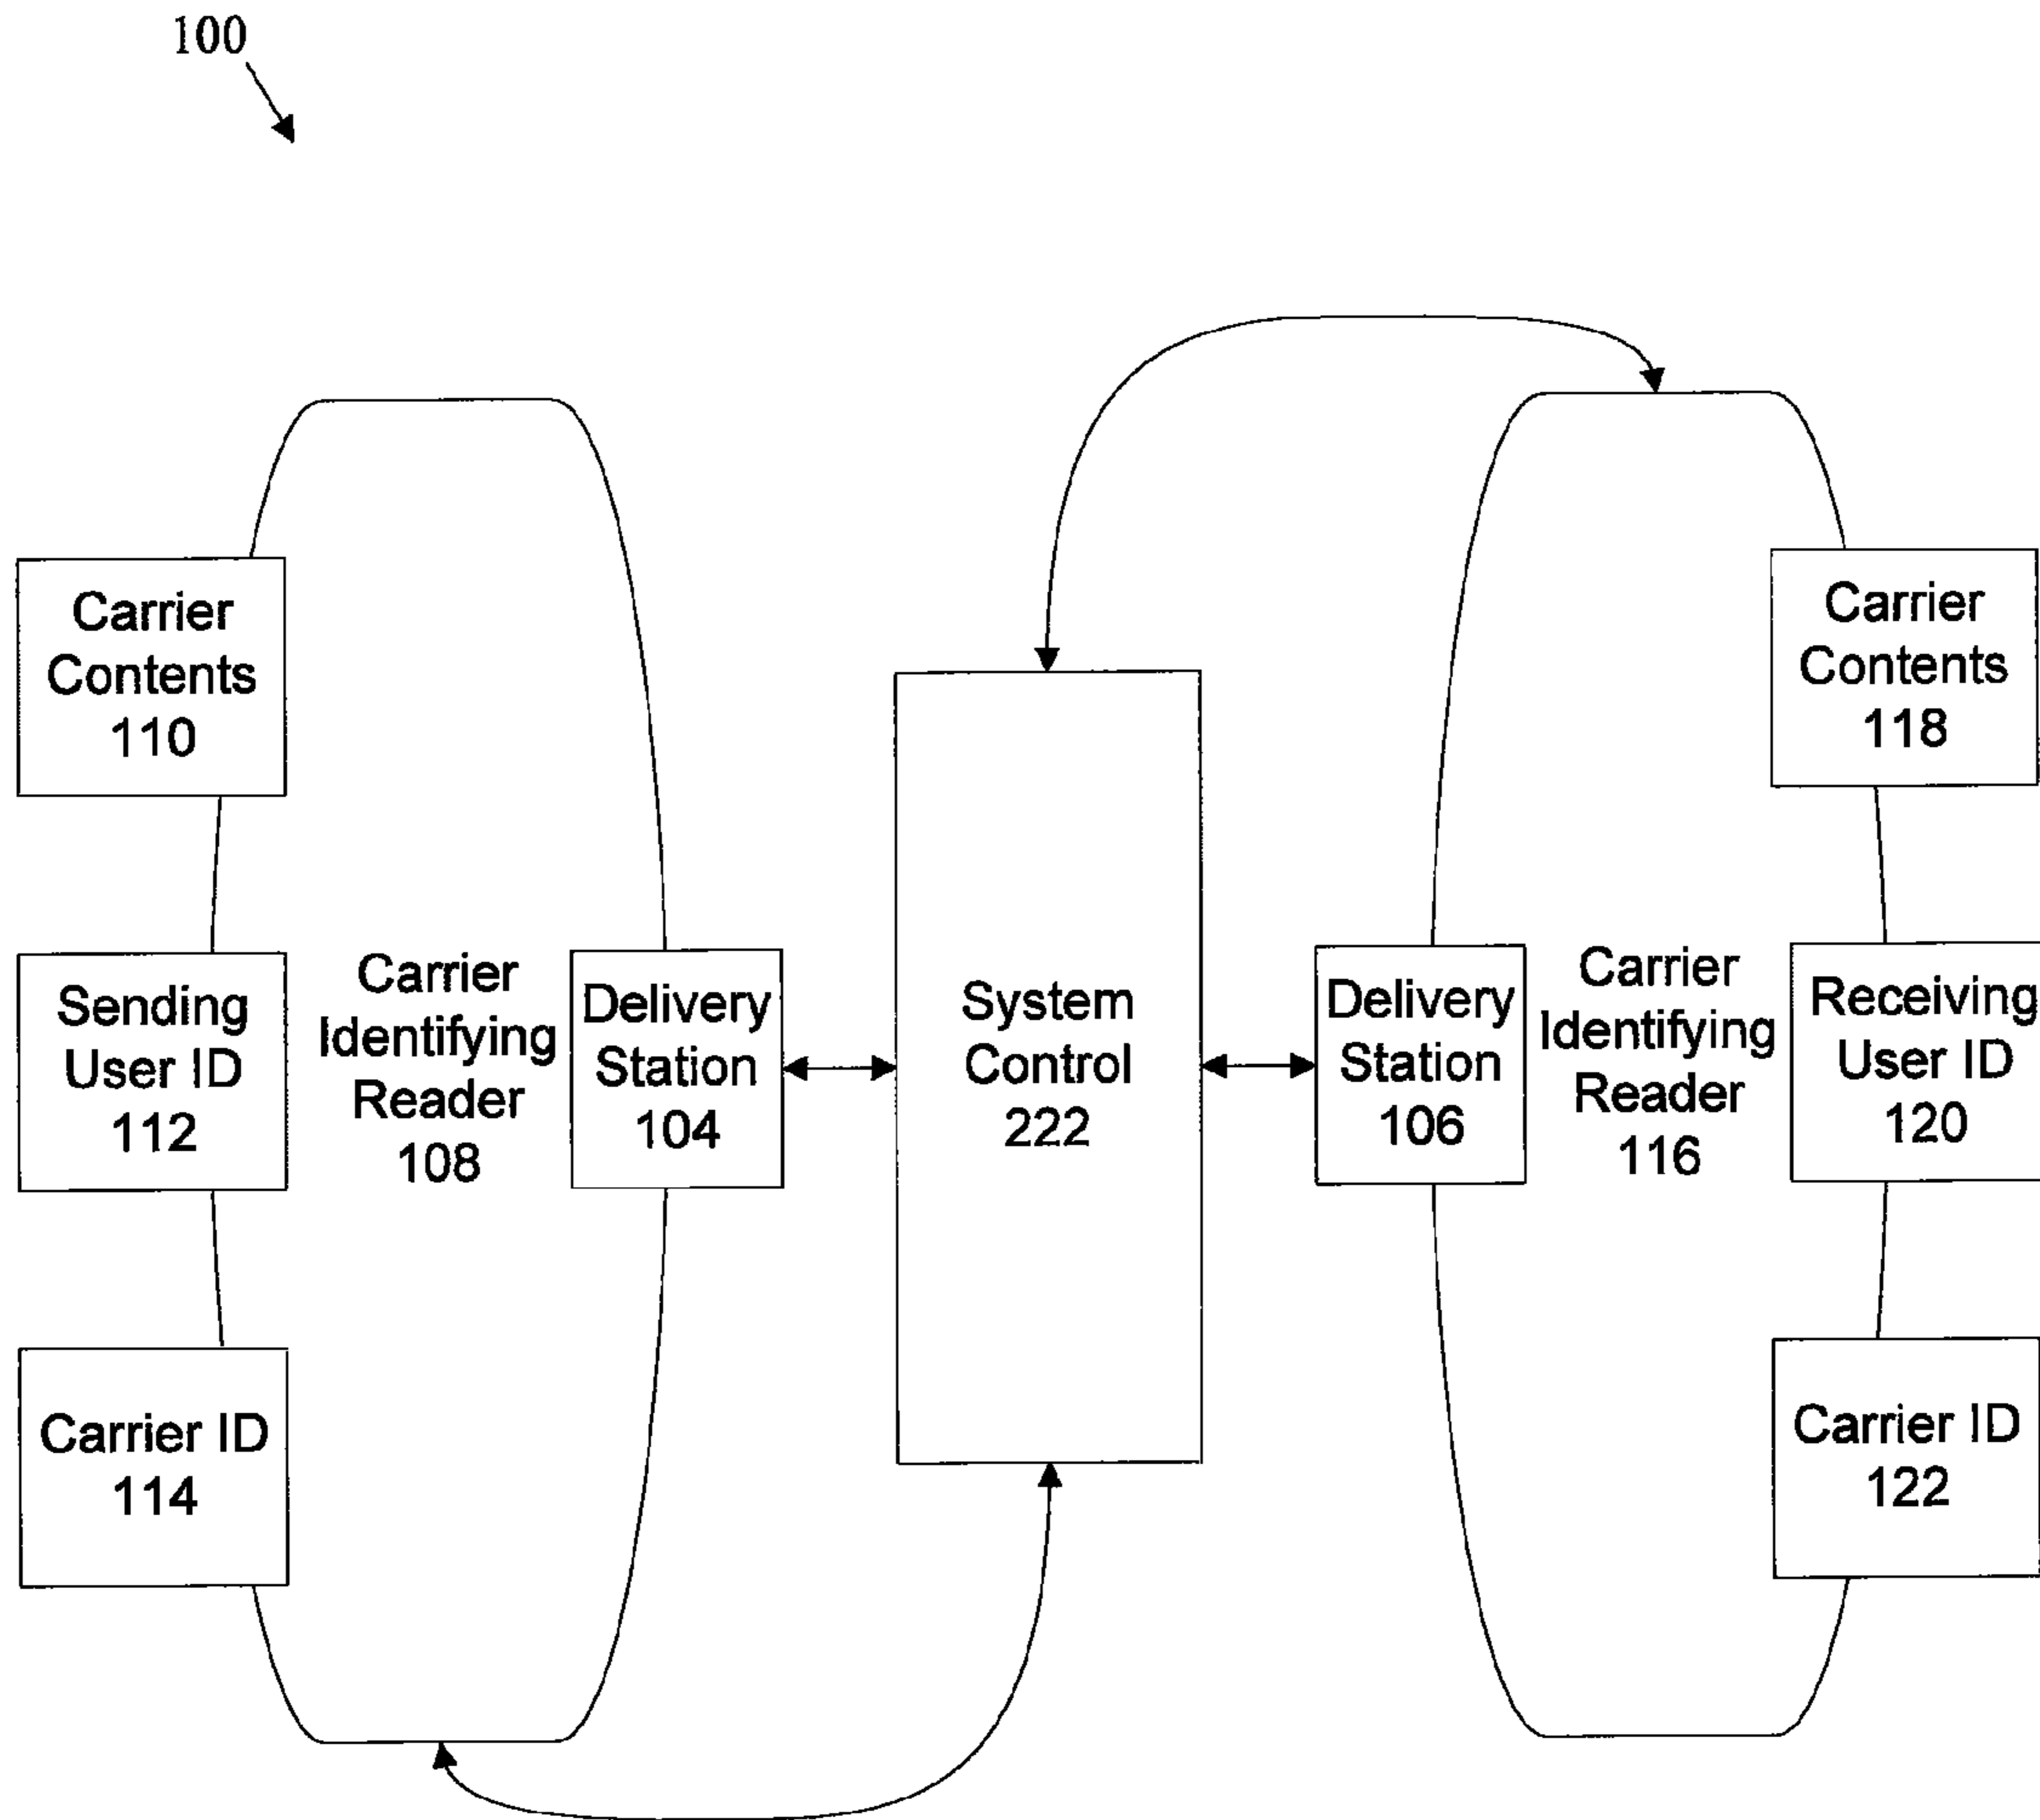 100
Carrier
Contents
110
Sending
User ID
112
Carrier ID
114
Carrier
Identifying
Reader
108
Delivery
Station
104
System
Control
222
Delivery
Station
106
Carrier
Identifying
Reader
116
Carrier
Contents
118
Receiving
User ID
120
Carrier ID
122